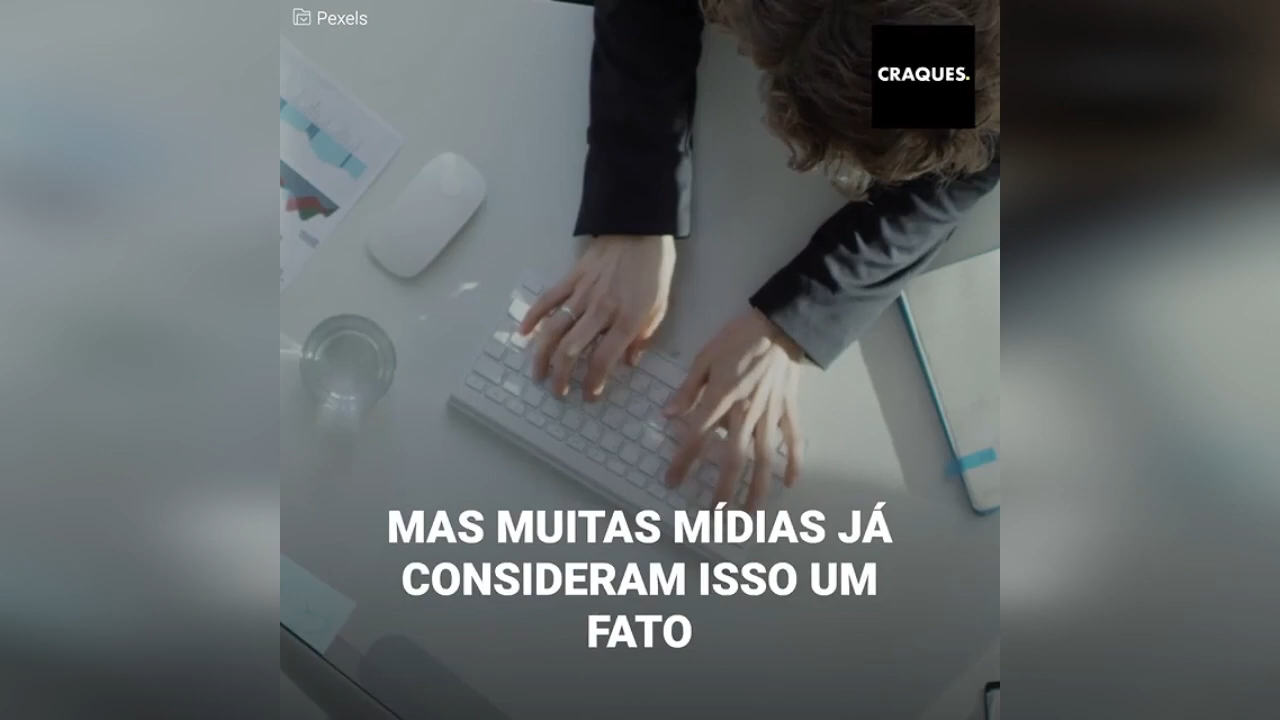 Pexels
CRAQUES.
MAS MUITAS MÍDIAS JÁ
CONSIDERAM ISSO UM
FATO